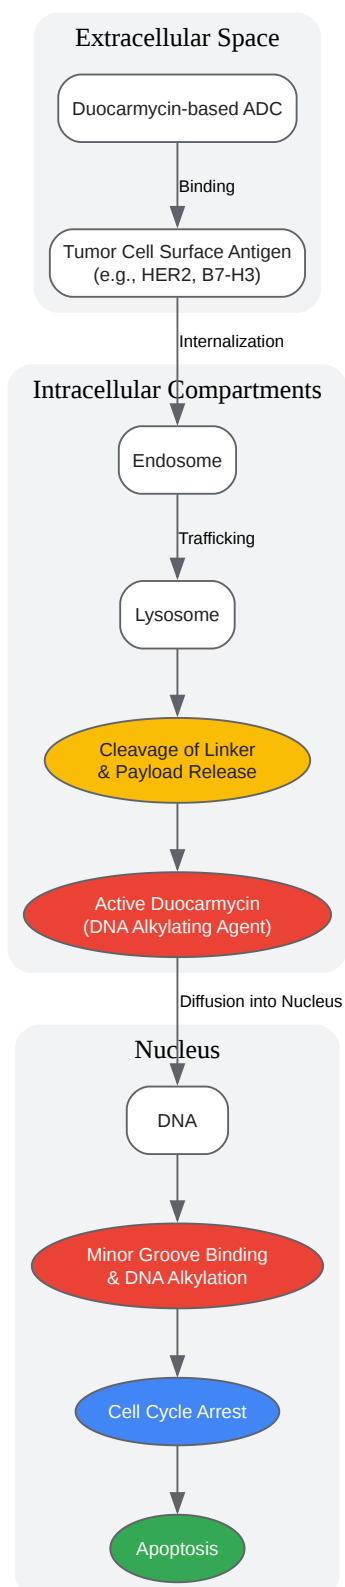 Extracellular Space
Duocarmycin-based ADC
Binding
Tumor Cell Surface Antigen
(e.g., HER2, B7-H3)
Internalization
Intracellular Compartments
Endosome
Trafficking
Lysosome
Cleavage of Linker
& Payload Release
Active Duocarmycin
(DNA Alkylating Agent)
Diffusion into Nucleus
Nucleus
DNA
Minor Groove Binding
& DNA Alkylation
Cell Cycle Arrest
Apoptosis